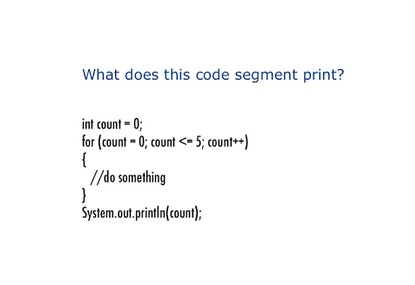 What does this code segment print?
int count = 0;
for (count = 0; count <= 5; count++)
{
//do something
}
System.out.println(count);